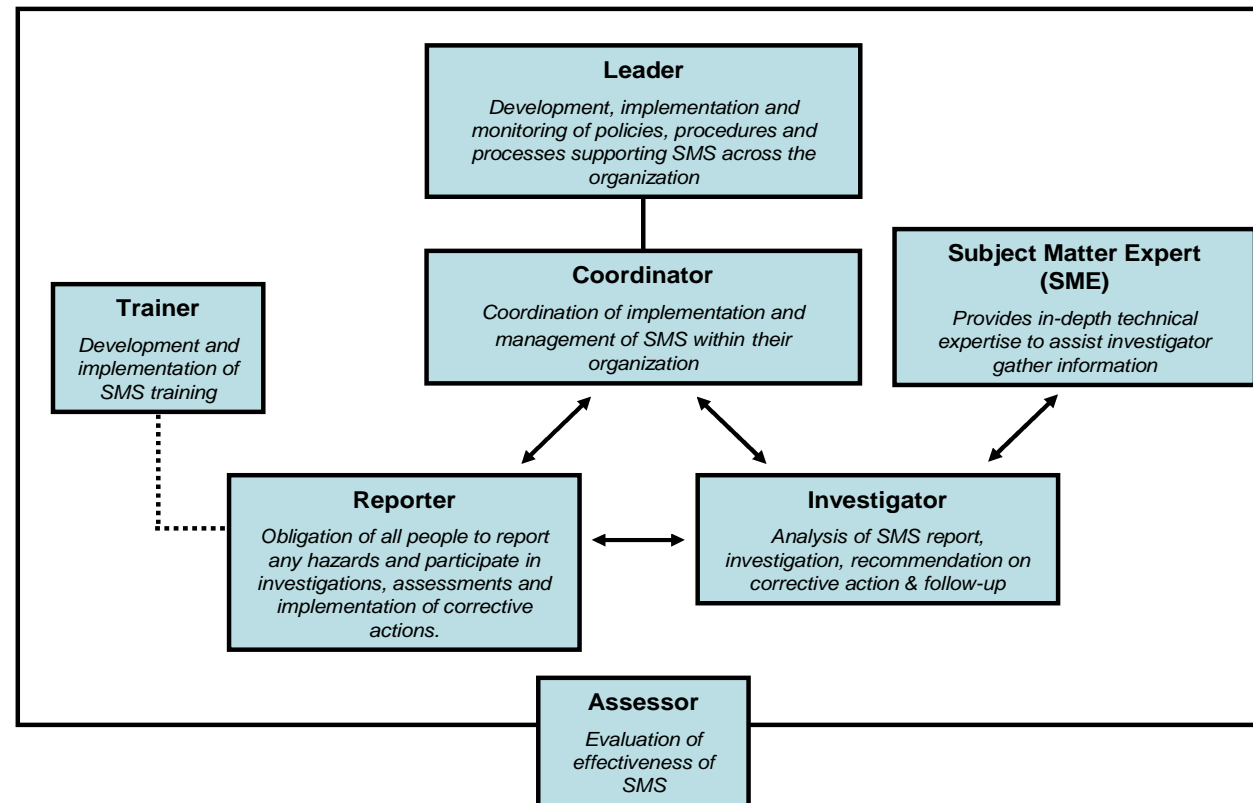 Leader
Development, implementation and
monitoring of policies, procedures and
processes supporting SMS across the
organization
Coordinator
Coordination of implementation and
management of SMS within their
organization
Subject Matter Expert
(SME)
Provides in-depth technical
expertise to assist investigator
gather information
Trainer
Development and
implementation of
SMS training
Reporter
Obligation of all people to report
any hazards and participate in
investigations, assessments and
implementation of corrective
actions.
Investigator
Analysis of SMS report,
investigation, recommendation on
corrective action & follow-up
Assessor
Evaluation of
effectiveness of
SMS